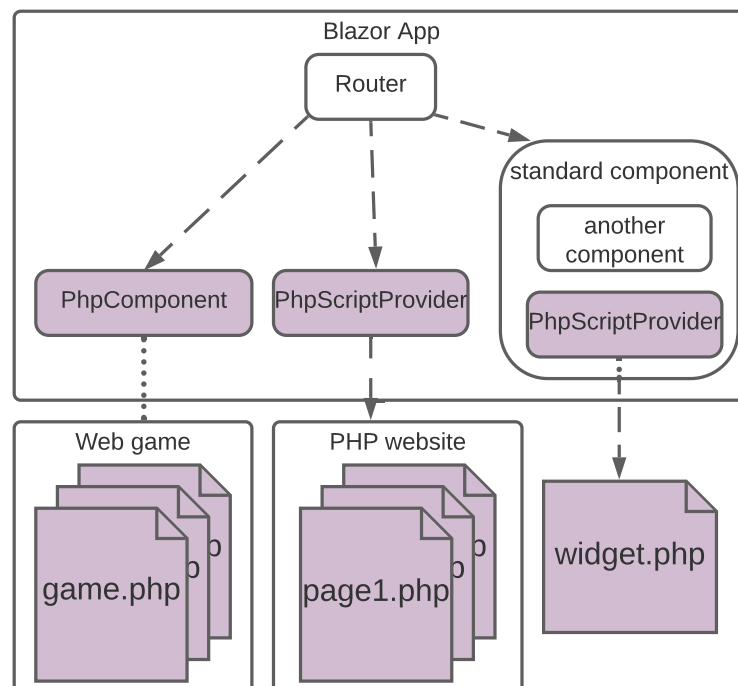 Blazor App
Router
standard component
another
component
PhpComponent
PhpScriptProvider
PhpScriptProvider
Web game
PHP website
game.php
page1.php
widget.php